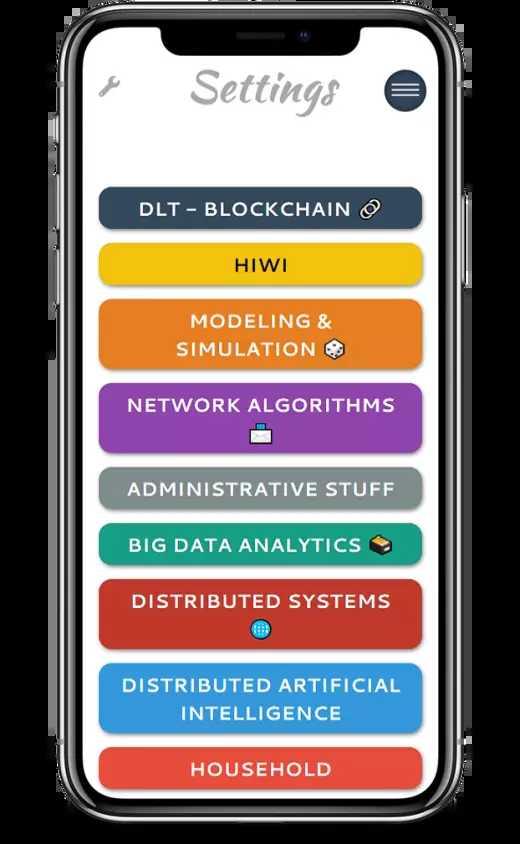 Settings
DLT – BLOCKCHAIN 🔗
HIWI
MODELING &
SIMULATION 🎲
NETWORK ALGORITHMS
📩
ADMINISTRATIVE STUFF
BIG DATA ANALYTICS 🗃️
DISTRIBUTED SYSTEMS
🌐
DISTRIBUTED ARTIFICIAL
INTELLIGENCE
HOUSEHOLD